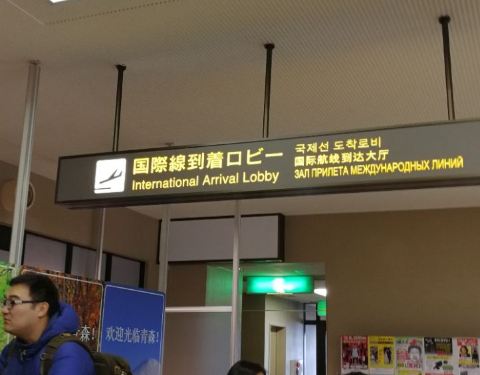 国際線到着ロビー
International Arrival Lobby
국제선 도착로비
国际航线到达大厅
ЗАЛ ПРИЛЕТА МЕЖДУНАРОДНЫХ ЛИНИЙ
森!
欢迎光临青森!